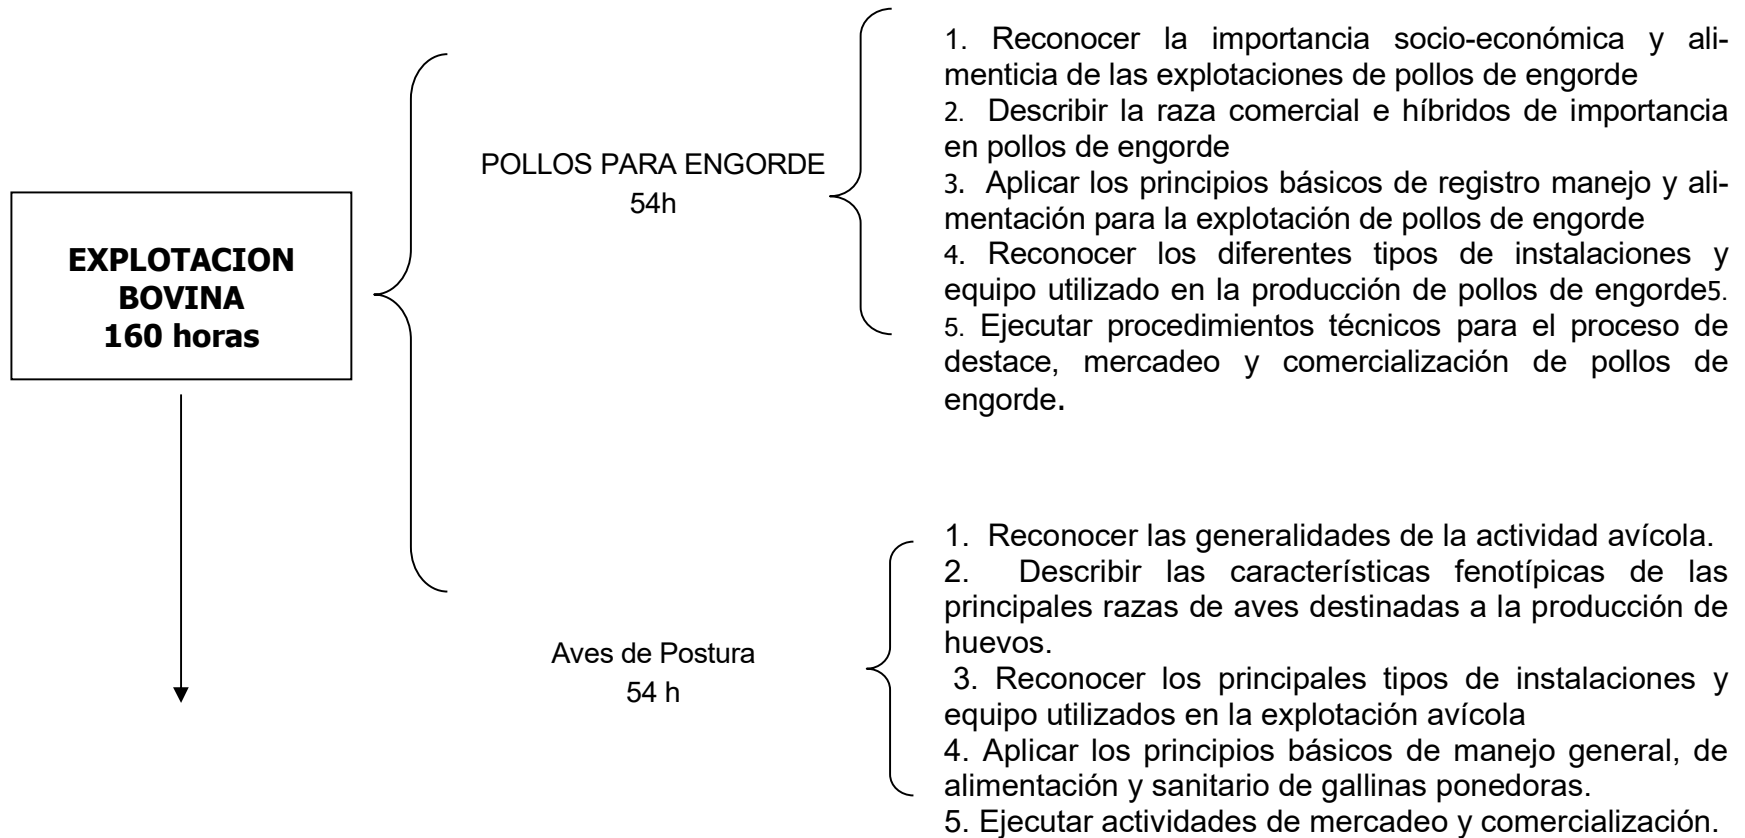 EXPLOTACION
BOVINA
160 horas
POLLOS PARA ENGORDE
54h
1. Reconocer la importancia socio-económica y ali-
menticia de las explotaciones de pollos de engorde
2. Describir la raza comercial e híbridos de importancia
en pollos de engorde
3. Aplicar los principios básicos de registro manejo y ali-
mentación para la explotación de pollos de engorde
4. Reconocer los diferentes tipos de instalaciones y
equipo utilizado en la producción de pollos de engorde5.
5. Ejecutar procedimientos técnicos para el proceso de
destace, mercadeo y comercialización de pollos de
engorde.
Aves de Postura
54 h
1. Reconocer las generalidades de la actividad avícola.
2. Describir las características fenotípicas de las
principales razas de aves destinadas a la producción de
huevos.
3. Reconocer los principales tipos de instalaciones y
equipo utilizados en la explotación avícola
4. Aplicar los principios básicos de manejo general, de
alimentación y sanitario de gallinas ponedoras.
5. Ejecutar actividades de mercadeo y comercialización.